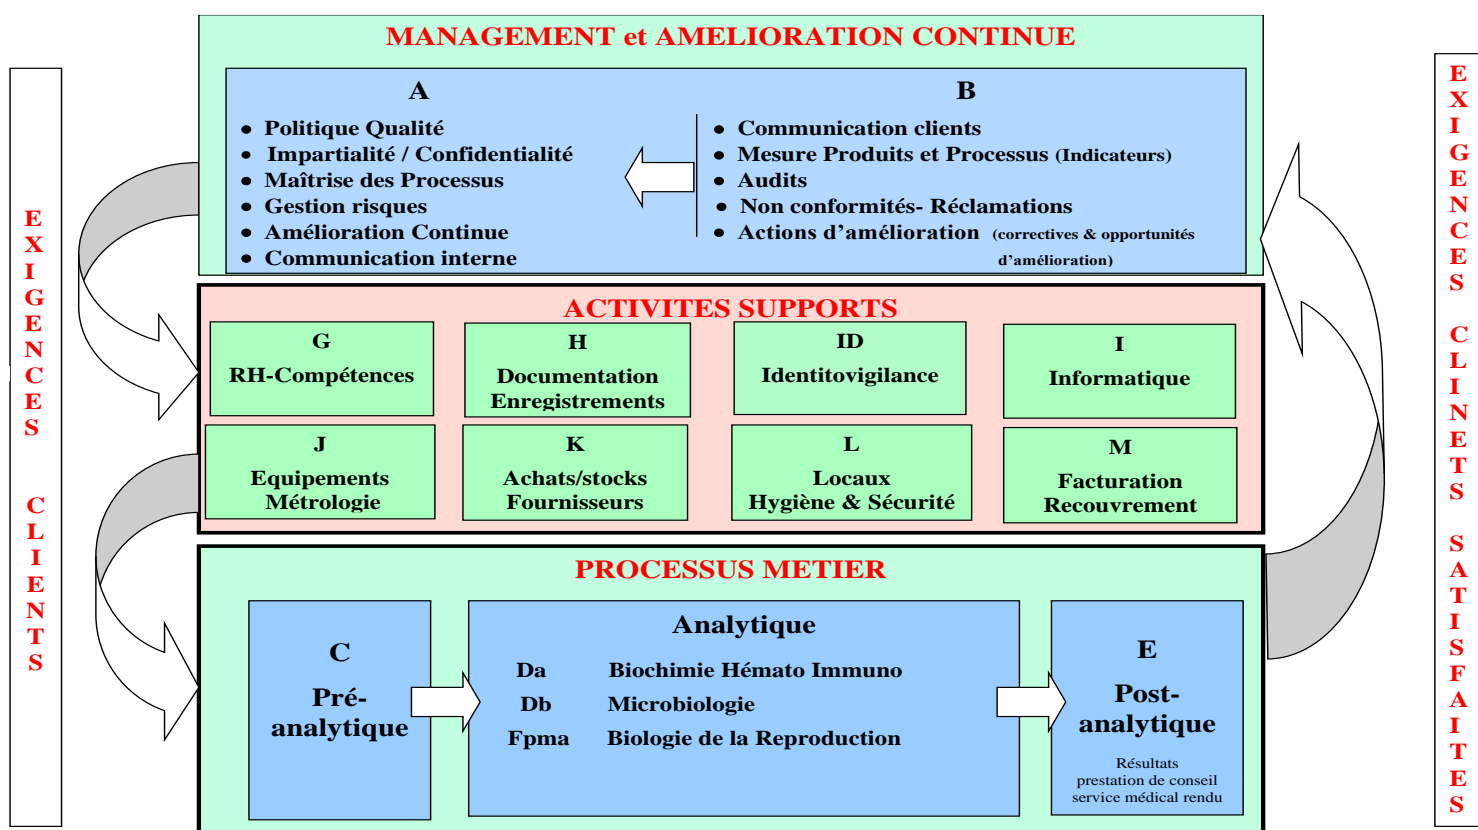 MANAGEMENT et AMELIORATION CONTINUE
A
• Politique Qualité
• Impartialité / Confidentialité
• Maîtrise des Processus
• Gestion risques
• Amélioration Continue
• Communication interne
B
• Communication clients
• Mesure Produits et Processus (Indicateurs)
• Audits
• Non conformités- Réclamations
• Actions d’amélioration (correctives & opportunités
d’amélioration)
EXIGENCES CLIENTS
ACTIVITES SUPPORTS
G
RH-Compétences
H
Documentation
Enregistrements
ID
Identitovigilance
I
Informatique
J
Equipements
Métrologie
K
Achats/stocks
Fournisseurs
L
Locaux
Hygiène & Sécurité
M
Facturation
Recouvrement
PROCESSUS METIER
C
Pré-
analytique
Analytique
Da Biochimie Hémato Immuno
Db Microbiologie
Fpma Biologie de la Reproduction
E
Post-
analytique
Résultats
prestation de conseil
service médical rendu
EXIGENCES CLINETS SATISFAITES